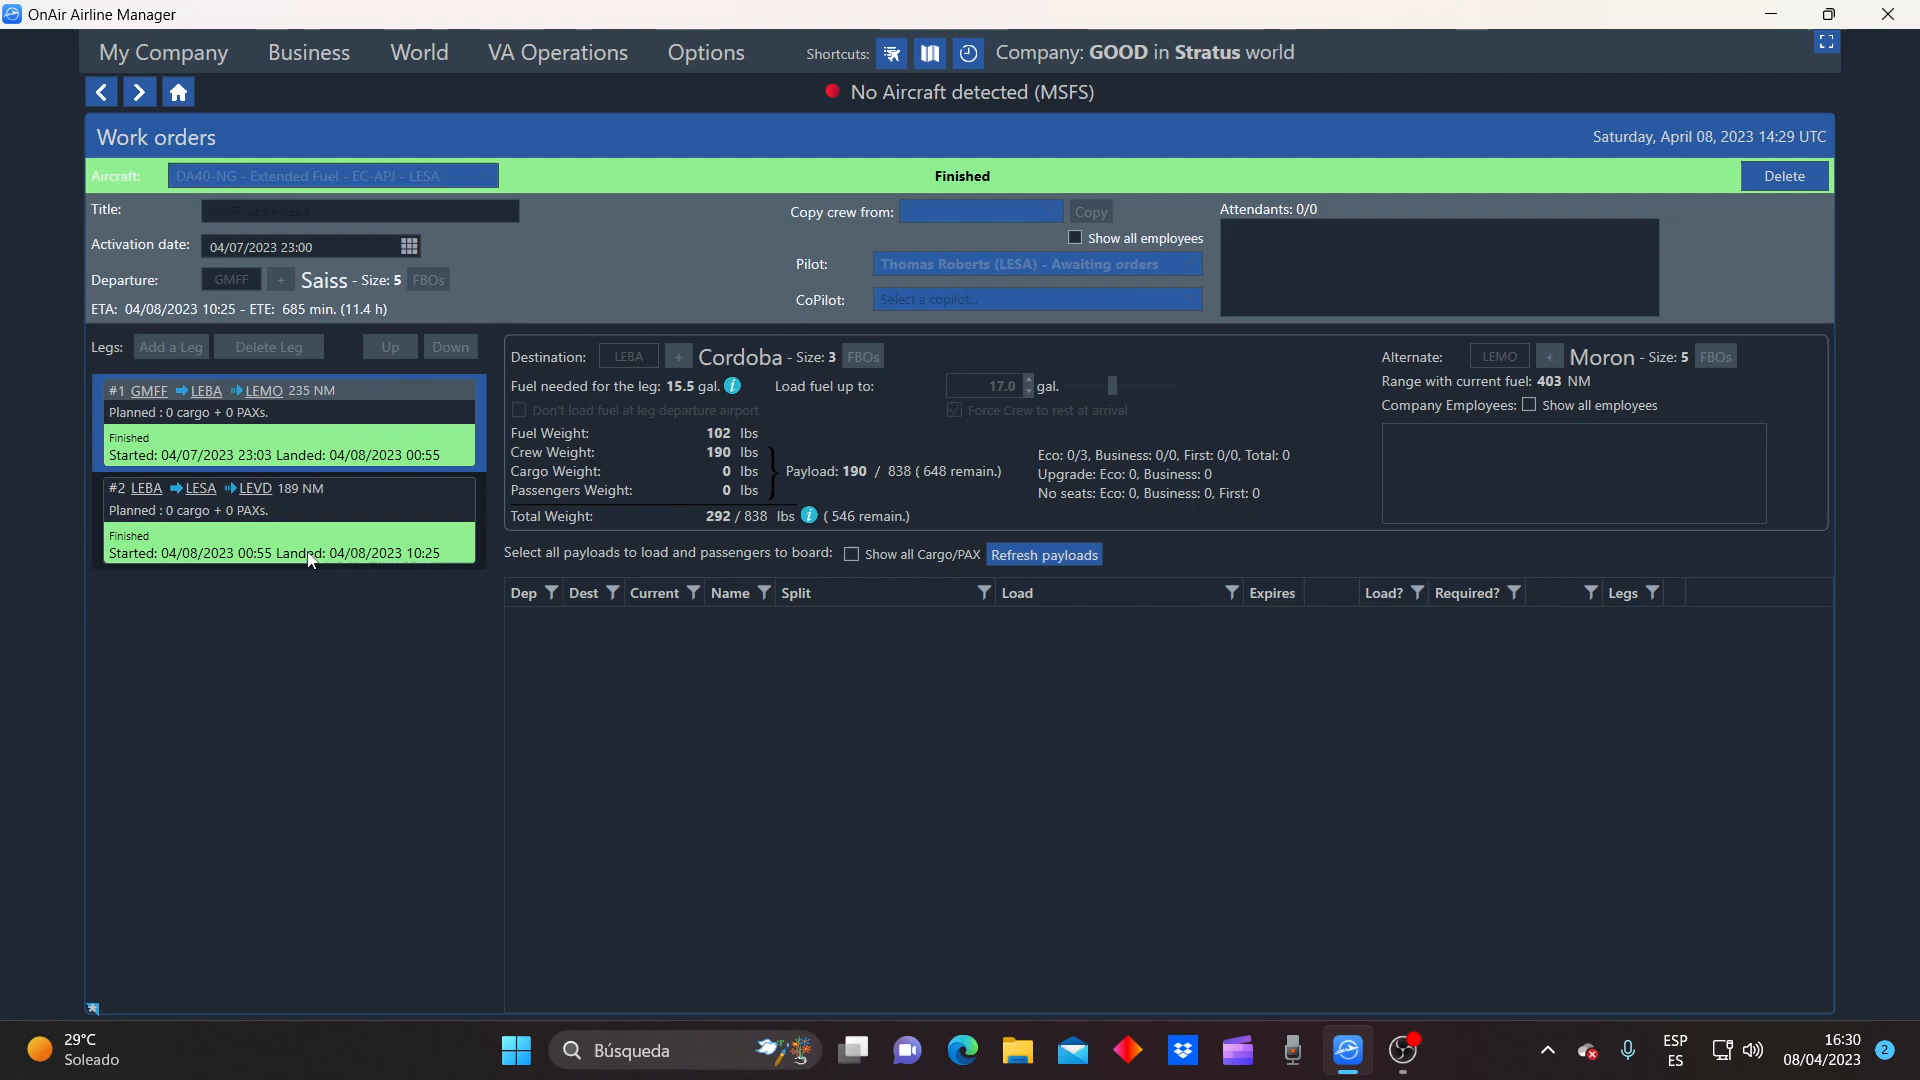 OnAir Airline Manager
My Company Business World VA Operations Options Shortcuts: Company: GOOD in Stratus world
No Aircraft detected (MSFS)
Work orders Saturday, April 08, 2023 14:29 UTC
Aircraft: DA40-NG - Extended Fuel - EC-APJ - LESA Finished Delete
Title: GMFF-LEBA-LESA Copy crew from: Copy Attendants: 0/0
Show all employees
Activation date: 04/07/2023 23:00
Pilot: Thomas Roberts (LESA) - Awaiting orders
Departure: GMFF + Saiss - Size: 5 FBOs
CoPilot: Select a copilot...
ETA: 04/08/2023 10:25 - ETE: 685 min. (11.4 h)
Legs: Add a Leg Delete Leg Up Down
#1 GMFF LEBA LEMO 235 NM
Planned : 0 cargo + 0 PAXs.
Finished
Started: 04/07/2023 23:03 Landed: 04/08/2023 00:55
#2 LEBA LESA LEVD 189 NM
Planned : 0 cargo + 0 PAXs.
Finished
Started: 04/08/2023 00:55 Landed: 04/08/2023 10:25
Destination: LEBA + Cordoba - Size: 3 FBOs
Alternate: LEMO + Moron - Size: 5 FBOs
Fuel needed for the leg: 15.5 gal. i Load fuel up to: 17.0 gal.
Range with current fuel: 403 NM
Don't load fuel at leg departure airport Force Crew to rest at arrival
Company Employees: Show all employees
Fuel Weight: 102 lbs
Crew Weight: 190 lbs
Cargo Weight: 0 lbs
Passengers Weight: 0 lbs
Payload: 190 / 838 ( 648 remain.)
Eco: 0/3, Business: 0/0, First: 0/0, Total: 0
Upgrade: Eco: 0, Business: 0
No seats: Eco: 0, Business: 0, First: 0
Total Weight: 292 / 838 lbs i ( 546 remain.)
Select all payloads to load and passengers to board: Show all Cargo/PAX Refresh payloads
Dep Dest Current Name Split Load Expires Load? Required? Legs
29°C
Soleado
Búsqueda
ESP
ES
16:30
08/04/2023
2